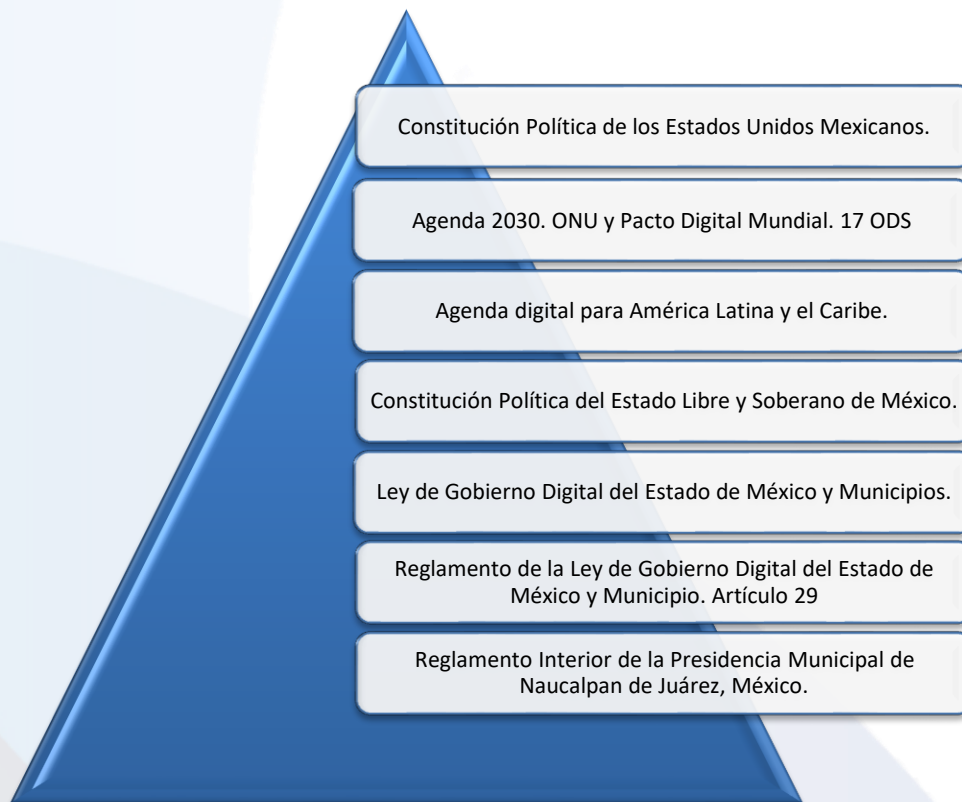 Constitución Política de los Estados Unidos Mexicanos.
Agenda 2030. ONU y Pacto Digital Mundial. 17 ODS
Agenda digital para América Latina y el Caribe.
Constitución Política del Estado Libre y Soberano de México.
Ley de Gobierno Digital del Estado de México y Municipios.
Reglamento de la Ley de Gobierno Digital del Estado de
México y Municipio. Artículo 29
Reglamento Interior de la Presidencia Municipal de
Naucalpan de Juárez, México.